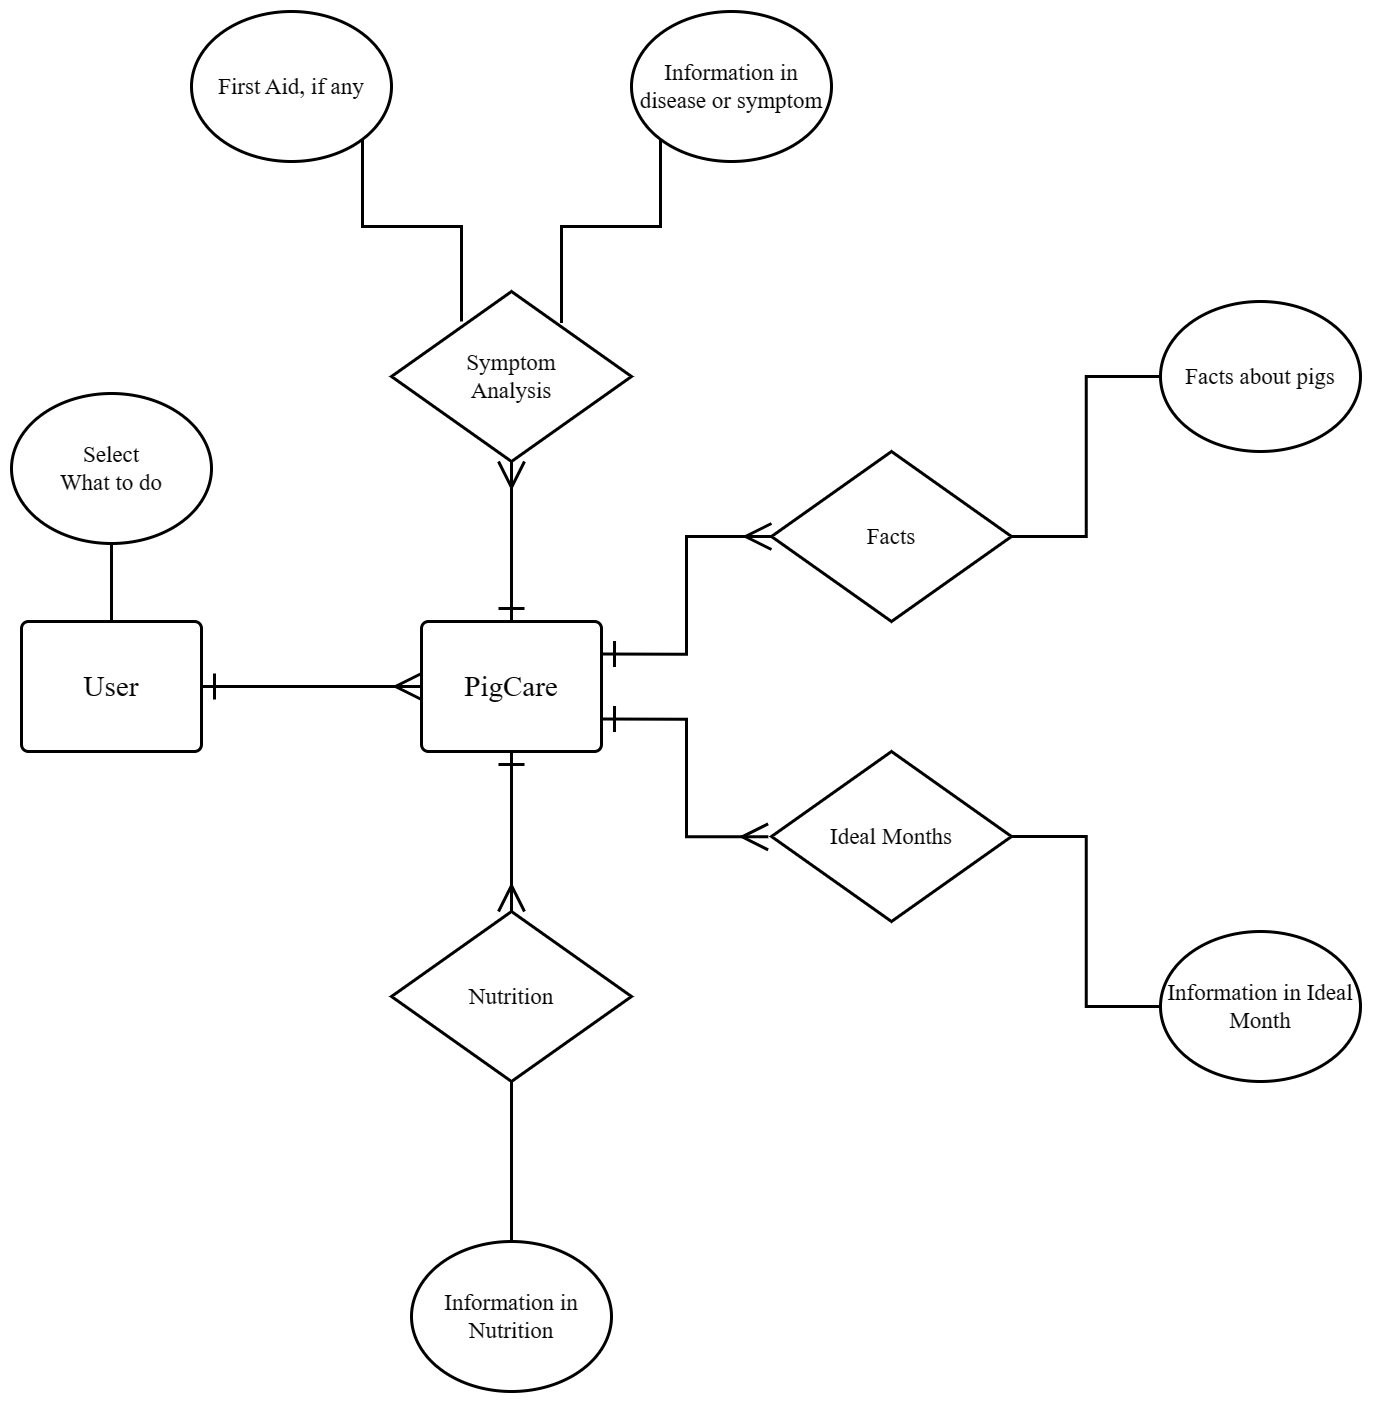 First Aid, if any
Information in
disease or symptom
Symptom
Analysis
Facts about pigs
Select
What to do
Facts
User
PigCare
Ideal Months
Nutrition
Information in Ideal
Month
Information in
Nutrition